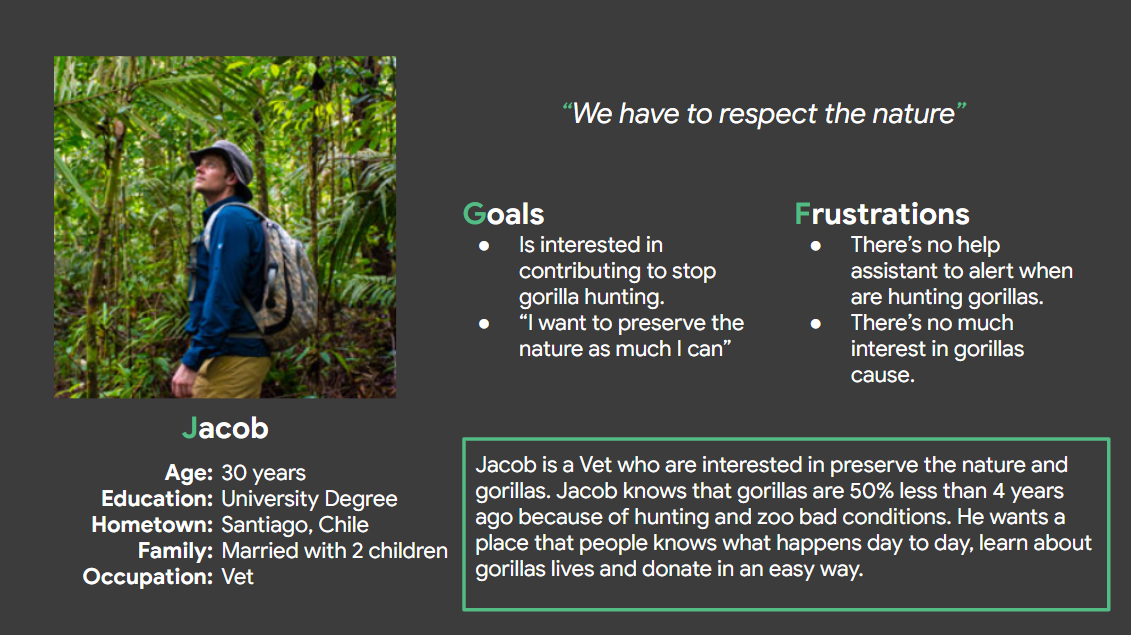 “We have to respect the nature”
Goals
● Is interested in
contributing to stop
gorilla hunting.
● “I want to preserve the
nature as much I can”
Frustrations
● There’s no help
assistant to alert when
are hunting gorillas.
● There’s no much
interest in gorillas
cause.
Jacob
Age: 30 years
Education: University Degree
Hometown: Santiago, Chile
Family: Married with 2 children
Occupation: Vet
Jacob is a Vet who are interested in preserve the nature and
gorillas. Jacob knows that gorillas are 50% less than 4 years
ago because of hunting and zoo bad conditions. He wants a
place that people knows what happens day to day, learn about
gorillas lives and donate in an easy way.